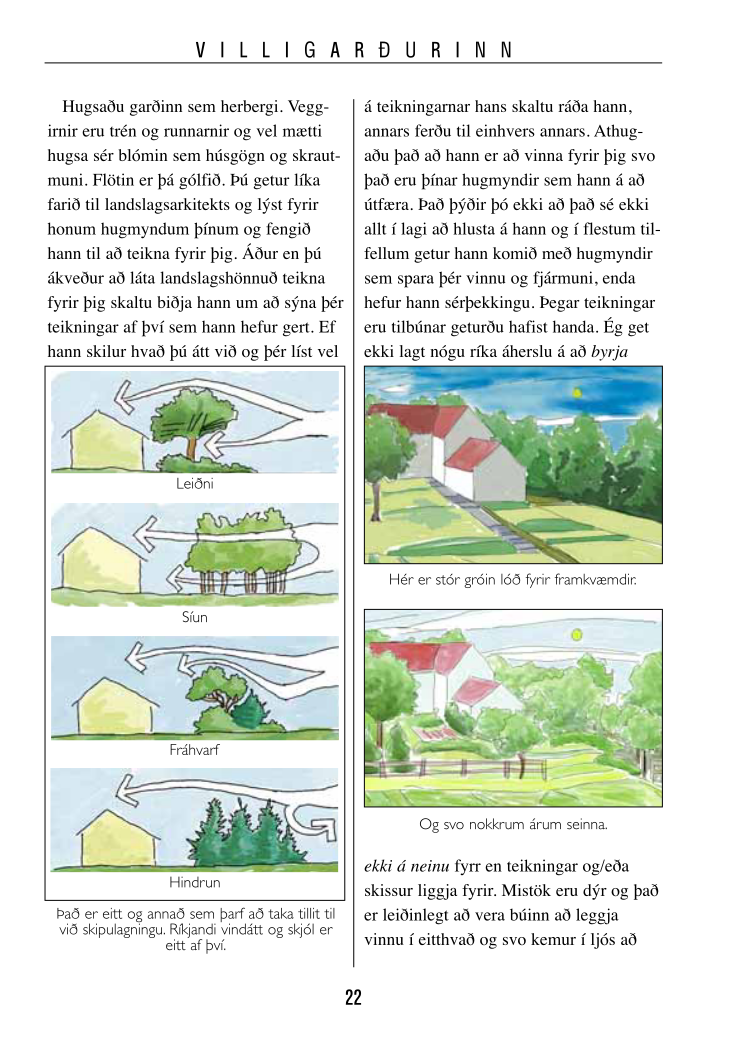 VILLIGARÐURINN
Hugsaðu garðinn sem herbergi. Vegg-
irnir eru trén og runnarnir og vel mætti
hugsa sér blómin sem húsgögn og skraut-
muni. Flötin er þá gólfið. Þú getur líka
farið til landslagsarkitekts og lýst fyrir
honum hugmyndum þínum og fengið
hann til að teikna fyrir þig. Áður en þú
ákveður að láta landslagshönnuð teikna
fyrir þig skaltu biðja hann um að sýna þér
teikningar af því sem hann hefur gert. Ef
hann skilur hvað þú átt við og þér líst vel
Leiðni
Síun
Fráhvarf
Hindrun
Það er eitt og annað sem þarf að taka tillit til
við skipulagningu. Ríkjandi vindátt og skjól er
eitt af því.
á teikningarnar hans skaltu ráða hann,
annars ferðu til einhvers annars. Athug-
aðu það að hann er að vinna fyrir þig svo
það eru þínar hugmyndir sem hann á að
útfæra. Það þýðir þó ekki að það sé ekki
allt í lagi að hlusta á hann og í flestum til-
fellum getur hann komið með hugmyndir
sem spara þér vinnu og fjármuni, enda
hefur hann sérþekkingu. Þegar teikningar
eru tilbúnar geturðu hafist handa. Ég get
ekki lagt nógu ríka áherslu á að byrja
Hér er stór gróin lóð fyrir framkvæmdir.
Og svo nokkrum árum seinna.
ekki á neinu fyrr en teikningar og/eða
skissur liggja fyrir. Mistök eru dýr og það
er leiðinlegt að vera búinn að leggja
vinnu í eitthvað og svo kemur í ljós að
22